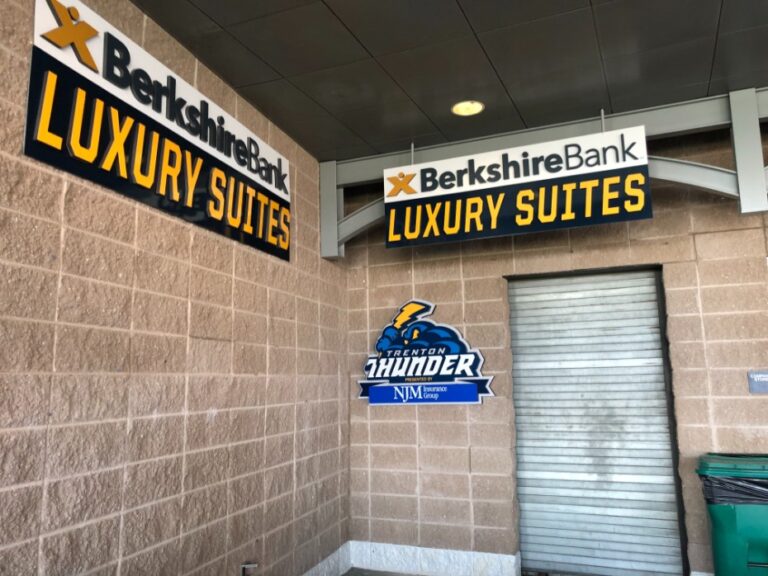 BerkshireBank
LUXURY SUITES
BerkshireBank
LUXURY SUITES
TRENTON
THUNDER
PRESENTED BY
NJM Insurance
Group